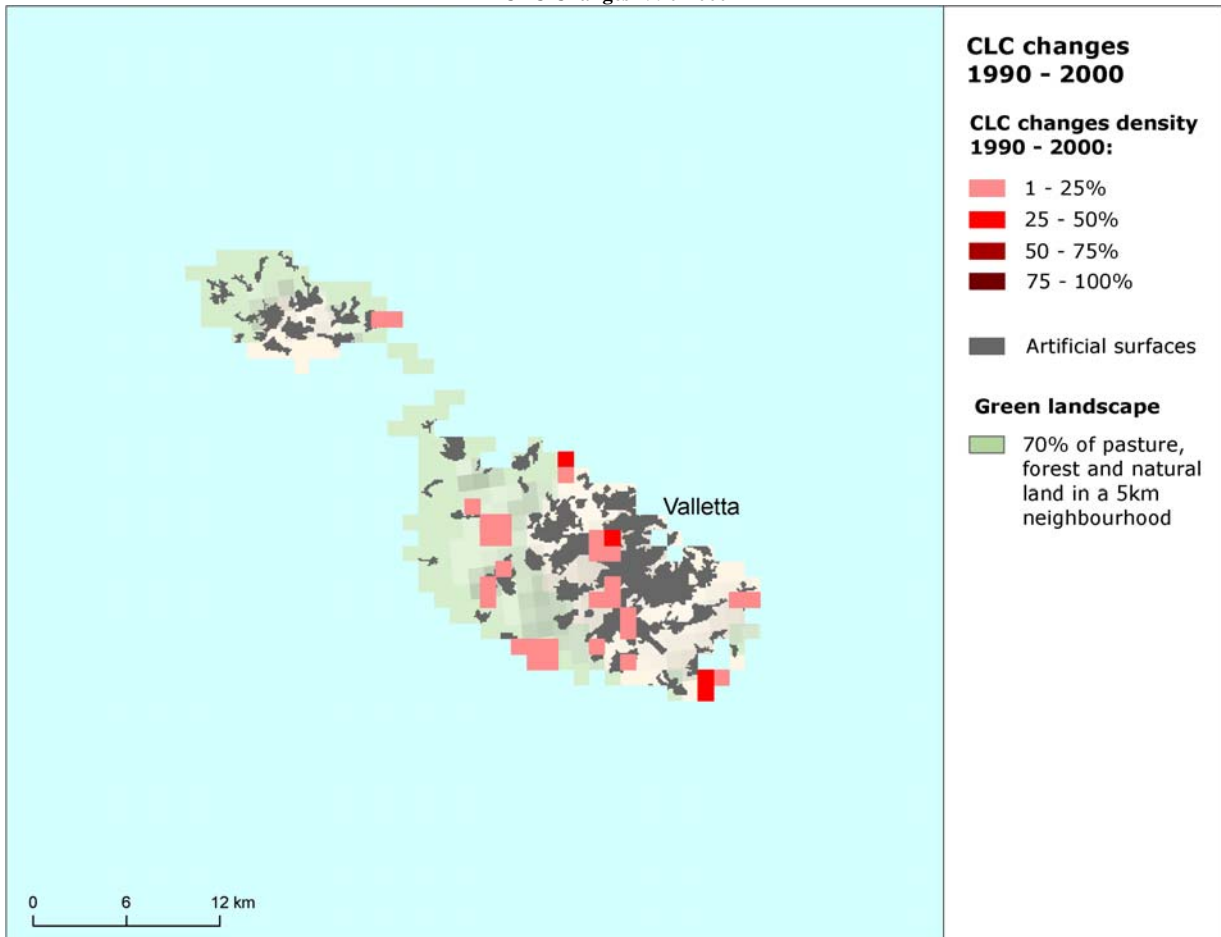 CLC changes
1990 - 2000
CLC changes density
1990 - 2000:
1 - 25%
25 - 50%
50 - 75%
75 - 100%
Artificial surfaces
Green landscape
70% of pasture,
forest and natural
land in a 5km
neighbourhood
Valletta
0 6 12 km